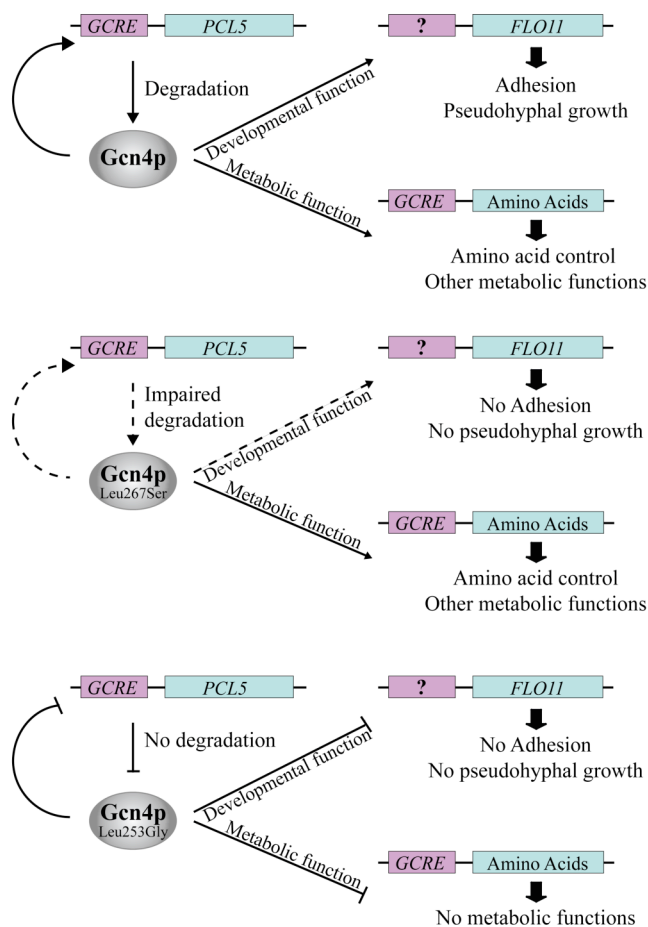 GCRE PCL5 ? FLO11
Degradation
Developmental function
Adhesion
Pseudohyphal growth
Gcn4p
Metabolic function
GCRE Amino Acids
Amino acid control
Other metabolic functions
GCRE PCL5 ? FLO11
Impaired
degradation
Developmental function
No Adhesion
No pseudohyphal growth
Gcn4p
Leu267Ser
Metabolic function
GCRE Amino Acids
Amino acid control
Other metabolic functions
GCRE PCL5 ? FLO11
No degradation
Developmental function
No Adhesion
No pseudohyphal growth
Gcn4p
Leu253Gly
Metabolic function
GCRE Amino Acids
No metabolic functions